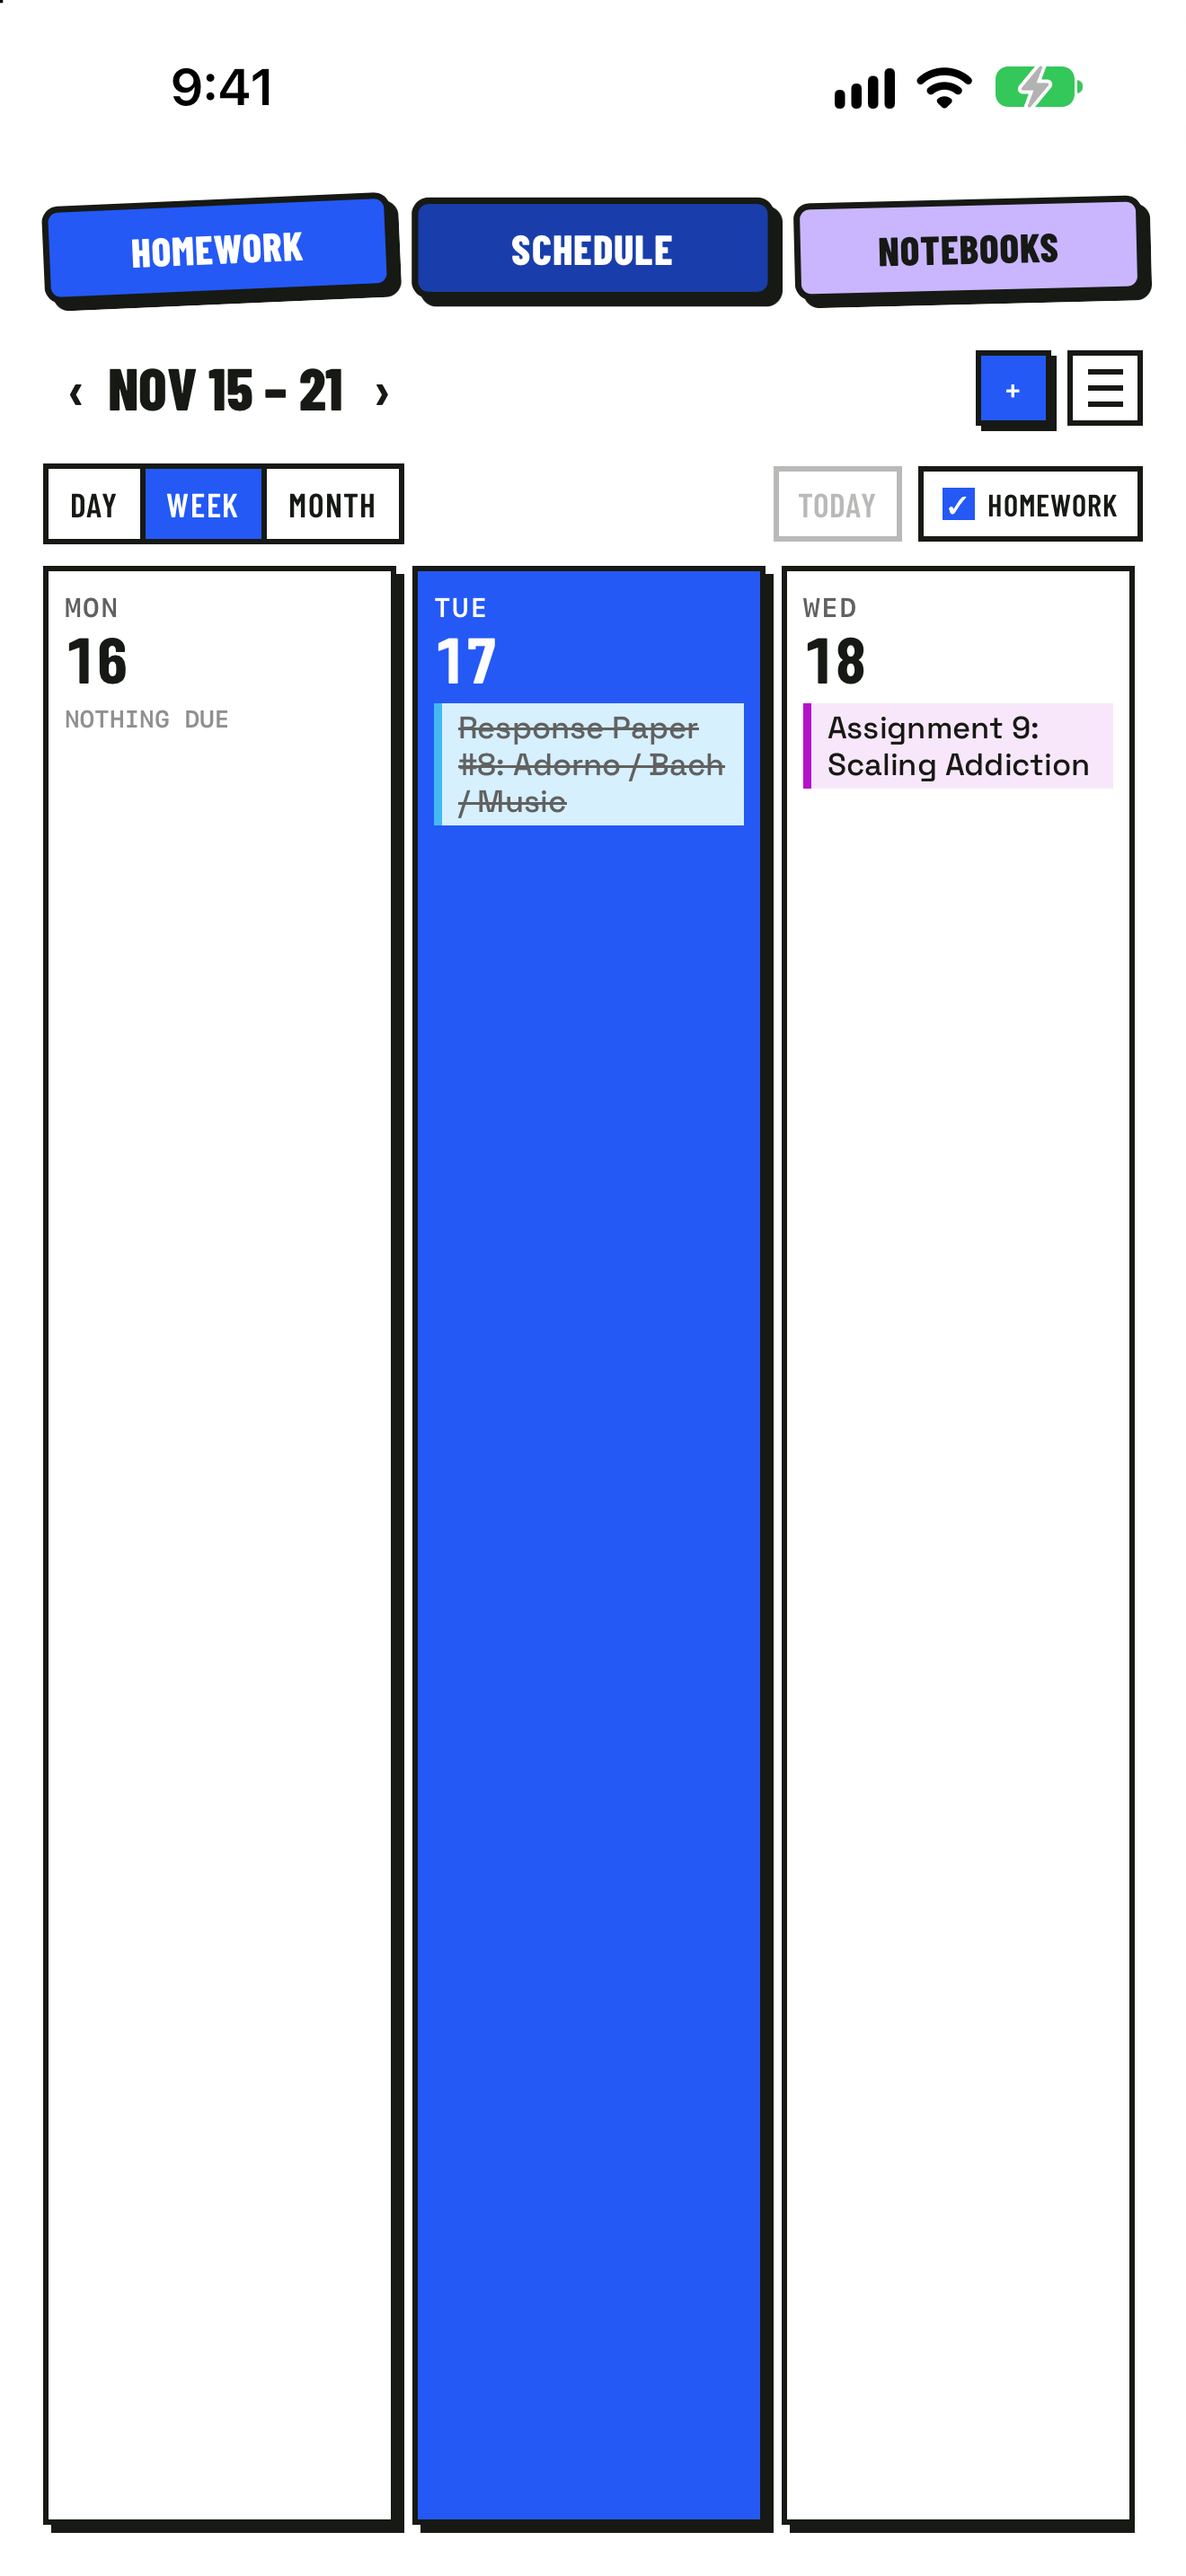 9:41
HOMEWORK
SCHEDULE
NOTEBOOKS
‹ NOV 15 – 21 ›
+
DAY
WEEK
MONTH
TODAY
✓ HOMEWORK
MON
16
NOTHING DUE
TUE
17
Response Paper
#8: Adorno / Bach
/ Music
WED
18
Assignment 9:
Scaling Addiction